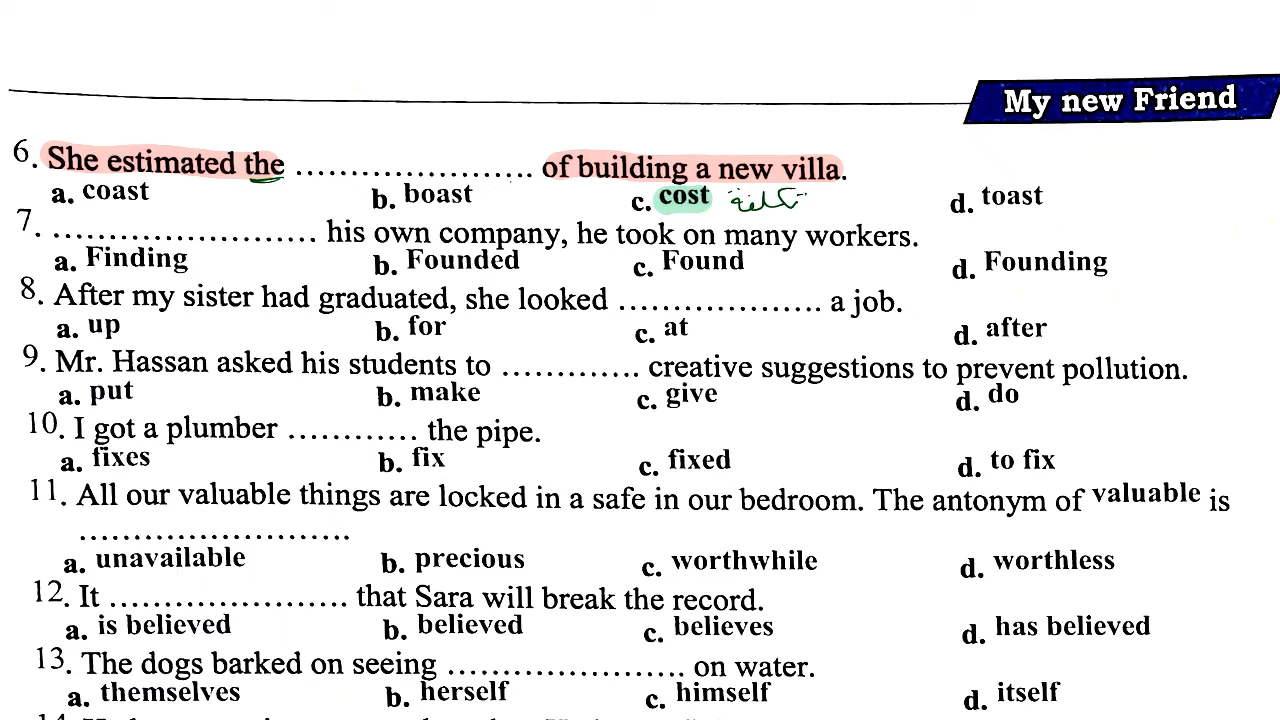 My new Friend
6. She estimated the ........................ of building a new villa.
a. coast b. boast c. cost تكلفة d. toast
7. ........................ his own company, he took on many workers.
a. Finding b. Founded c. Found d. Founding
8. After my sister had graduated, she looked ................... a job.
a. up b. for c. at d. after
9. Mr. Hassan asked his students to ............. creative suggestions to prevent pollution.
a. put b. make c. give d. do
10. I got a plumber ............ the pipe.
a. fixes b. fix c. fixed d. to fix
11. All our valuable things are locked in a safe in our bedroom. The antonym of valuable is
.........................
a. unavailable b. precious c. worthwhile d. worthless
12. It ...................... that Sara will break the record.
a. is believed b. believed c. believes d. has believed
13. The dogs barked on seeing ...................... on water.
a. themselves b. herself c. himself d. itself